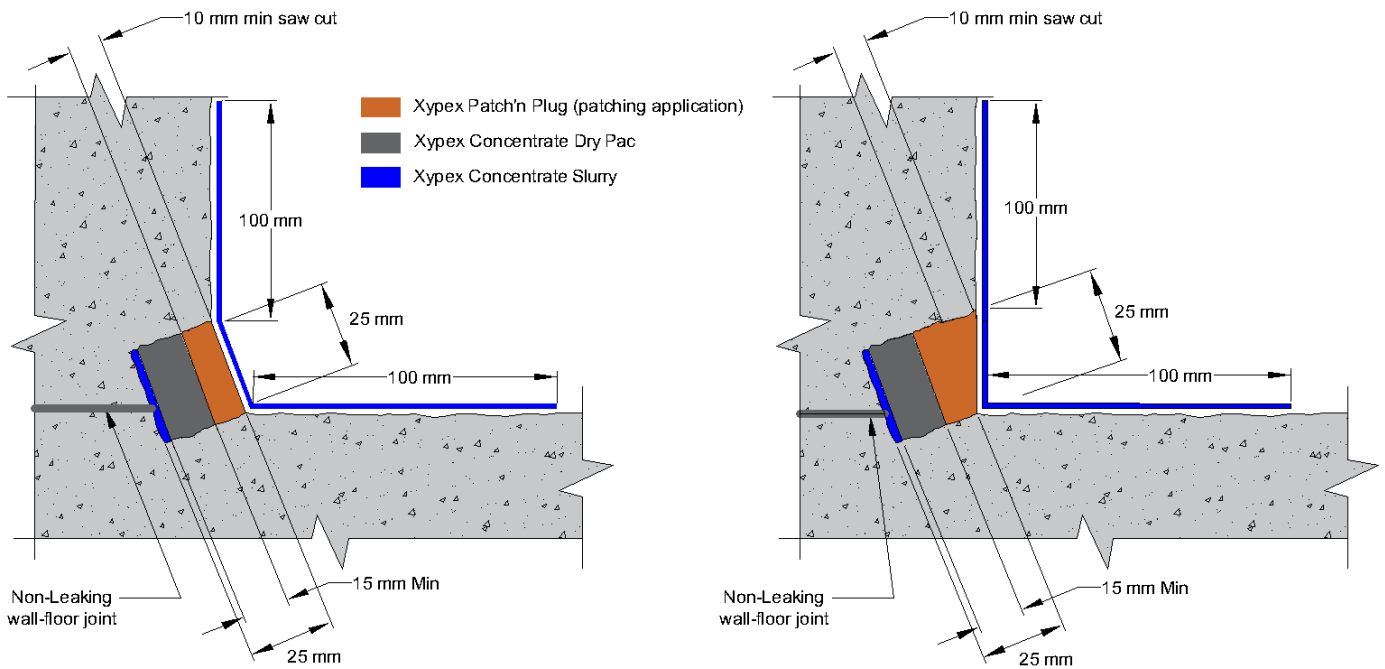 10 mm min saw cut
10 mm min saw cut
Xypex Patch'n Plug (patching application)
Xypex Concentrate Dry Pac
Xypex Concentrate Slurry
100 mm
100 mm
25 mm
25 mm
100 mm
100 mm
15 mm Min
15 mm Min
Non-Leaking
wall-floor joint
Non-Leaking
wall-floor joint
25 mm
25 mm